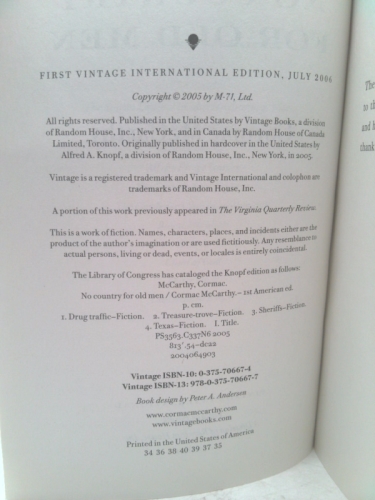 FIRST VINTAGE INTERNATIONAL EDITION, JULY 2006
Copyright © 2005 by M-71, Ltd.
All rights reserved. Published in the United States by Vintage Books, a division
of Random House, Inc., New York, and in Canada by Random House of Canada
Limited, Toronto. Originally published in hardcover in the United States by
Alfred A. Knopf, a division of Random House, Inc., New York, in 2005.
Vintage is a registered trademark and Vintage International and colophon are
trademarks of Random House, Inc.
A portion of this work previously appeared in The Virginia Quarterly Review.
This is a work of fiction. Names, characters, places, and incidents either are the
product of the author's imagination or are used fictitiously. Any resemblance to
actual persons, living or dead, events, or locales is entirely coincidental.
The Library of Congress has cataloged the Knopf edition as follows:
McCarthy, Cormac.
No country for old men / Cormac McCarthy.– 1st American ed.
p. cm.
1. Drug traffic–Fiction. 2. Treasure-trove–Fiction. 3. Sheriffs–Fiction.
4. Texas–Fiction. I. Title.
PS3563.C337N6 2005
813'.54–dc22
2004064903
Vintage ISBN-10: 0-375-70667-4
Vintage ISBN-13: 978-0-375-70667-7
Book design by Peter A. Andersen
www.cormacmccarthy.com
www.vintagebooks.com
Printed in the United States of America
34 36 38 40 39 37 35
The
to th
and h
thank